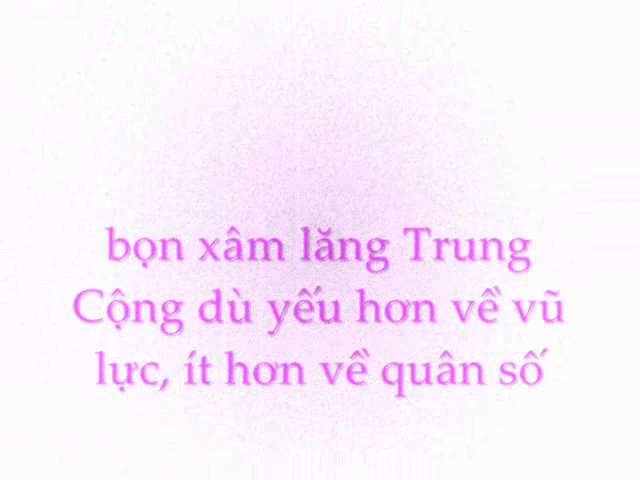 bọn xâm lăng Trung
Cộng dù yếu hơn về vũ
lực, ít hơn về quân số